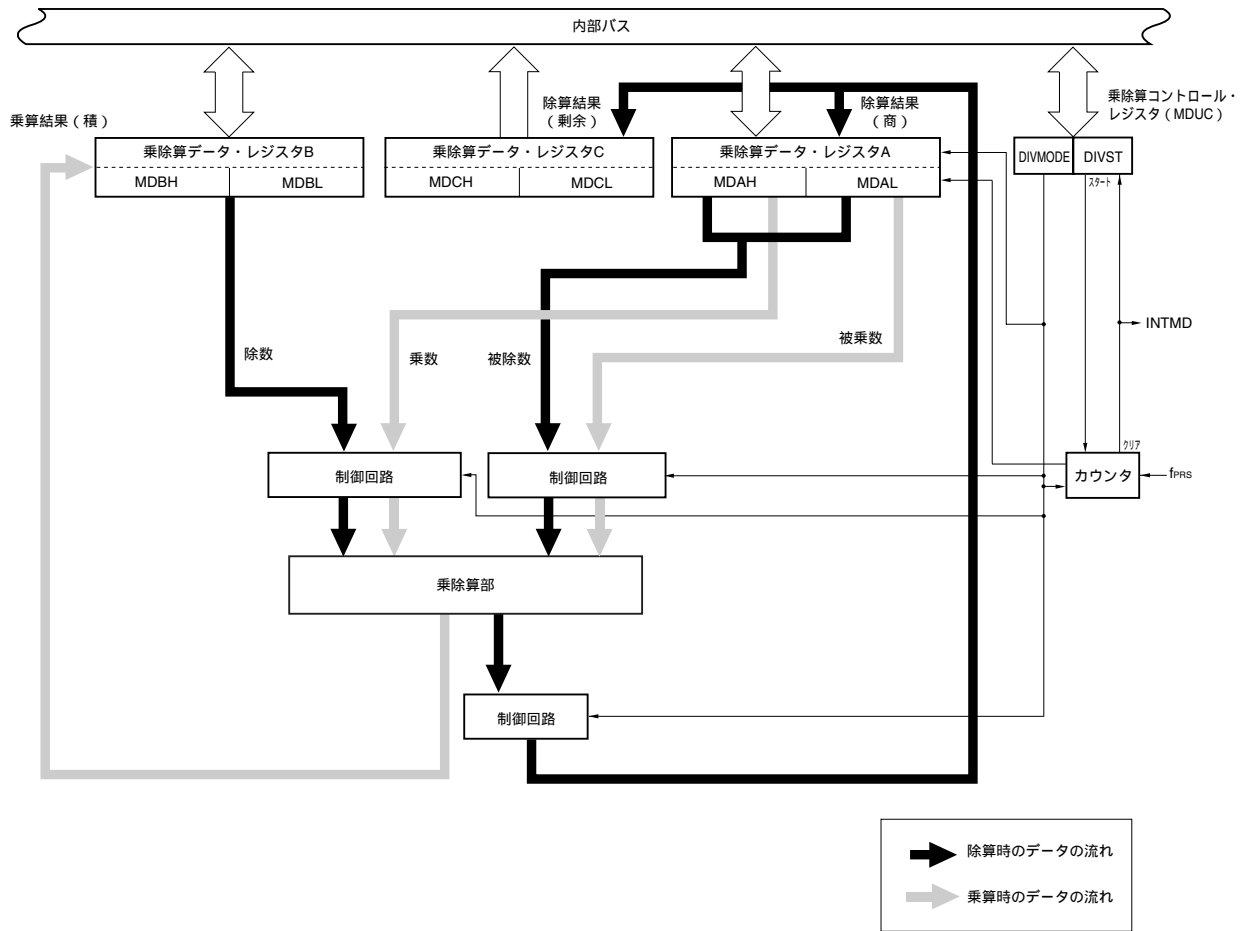 内部バス
乗算結果（積）
除算結果
（剰余）
除算結果
（商）
乗除算コントロール・
レジスタ（MDUC）
乗除算データ・レジスタB
MDBH
MDBL
乗除算データ・レジスタC
MDCH
MDCL
乗除算データ・レジスタA
MDAH
MDAL
DIVMODE
DIVST
スタート
INTMD
除数
乗数
被除数
被乗数
クリア
制御回路
制御回路
カウンタ
fPRS
乗除算部
制御回路
除算時のデータの流れ
乗算時のデータの流れ